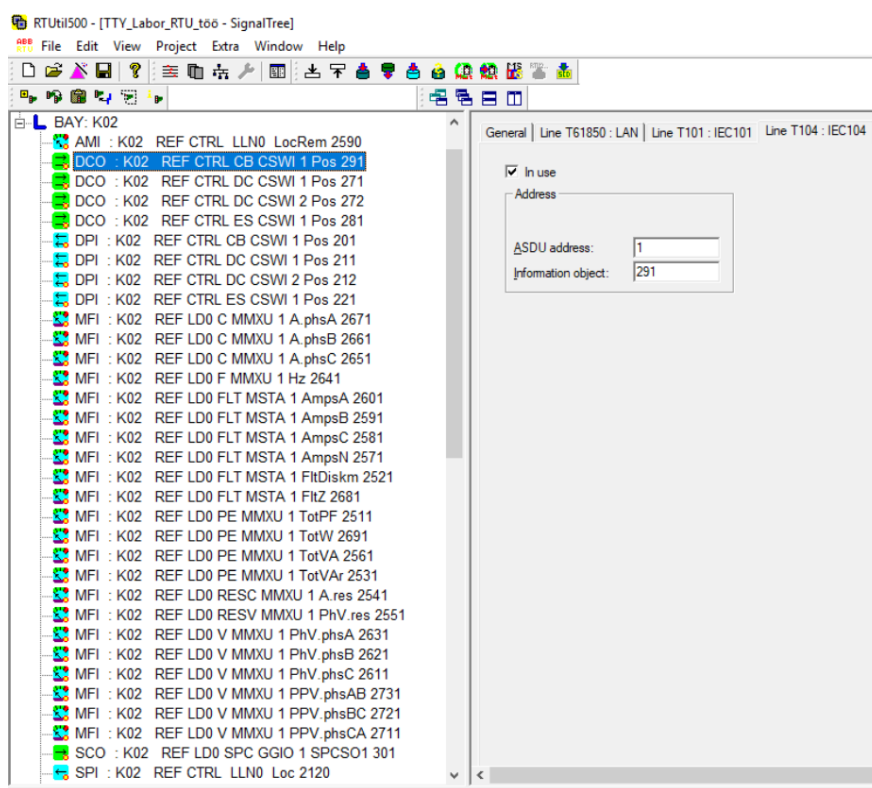 RTUtil500 - [TTY_Labor_RTU_töö - SignalTree]
ABB RTU File Edit View Project Extra Window Help
BAY: K02
AMI : K02 REF CTRL LLN0 LocRem 2590
DCO : K02 REF CTRL CB CSWI 1 Pos 291
DCO : K02 REF CTRL DC CSWI 1 Pos 271
DCO : K02 REF CTRL DC CSWI 2 Pos 272
DCO : K02 REF CTRL ES CSWI 1 Pos 281
DPI : K02 REF CTRL CB CSWI 1 Pos 201
DPI : K02 REF CTRL DC CSWI 1 Pos 211
DPI : K02 REF CTRL DC CSWI 2 Pos 212
DPI : K02 REF CTRL ES CSWI 1 Pos 221
MFI : K02 REF LD0 C MMXU 1 A.phsA 2671
MFI : K02 REF LD0 C MMXU 1 A.phsB 2661
MFI : K02 REF LD0 C MMXU 1 A.phsC 2651
MFI : K02 REF LD0 F MMXU 1 Hz 2641
MFI : K02 REF LD0 FLT MSTA 1 AmpsA 2601
MFI : K02 REF LD0 FLT MSTA 1 AmpsB 2591
MFI : K02 REF LD0 FLT MSTA 1 AmpsC 2581
MFI : K02 REF LD0 FLT MSTA 1 AmpsN 2571
MFI : K02 REF LD0 FLT MSTA 1 FltDiskm 2521
MFI : K02 REF LD0 FLT MSTA 1 FltZ 2681
MFI : K02 REF LD0 PE MMXU 1 TotPF 2511
MFI : K02 REF LD0 PE MMXU 1 TotW 2691
MFI : K02 REF LD0 PE MMXU 1 TotVA 2561
MFI : K02 REF LD0 PE MMXU 1 TotVAr 2531
MFI : K02 REF LD0 RESC MMXU 1 A.res 2541
MFI : K02 REF LD0 RESV MMXU 1 PhV.res 2551
MFI : K02 REF LD0 V MMXU 1 PhV.phsA 2631
MFI : K02 REF LD0 V MMXU 1 PhV.phsB 2621
MFI : K02 REF LD0 V MMXU 1 PhV.phsC 2611
MFI : K02 REF LD0 V MMXU 1 PPV.phsAB 2731
MFI : K02 REF LD0 V MMXU 1 PPV.phsBC 2721
MFI : K02 REF LD0 V MMXU 1 PPV.phsCA 2711
SCO : K02 REF LD0 SPC GGIO 1 SPCSO1 301
SPI : K02 REF CTRL LLN0 Loc 2120
General Line T61850 : LAN Line T101 : IEC101 Line T104 : IEC104
In use
Address
ASDU address: 1
Information object: 291